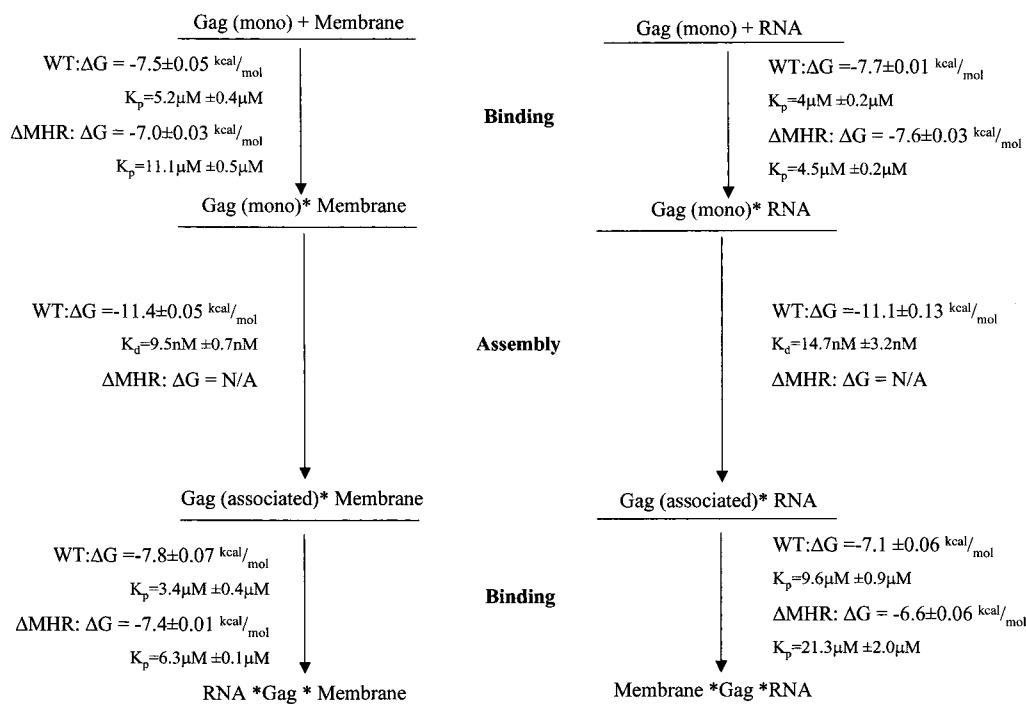 Gag (mono) + Membrane
WT:ΔG = -7.5±0.05 kcal/mol
Kp=5.2μM ±0.4μM
ΔMHR: ΔG = -7.0±0.03 kcal/mol
Kp=11.1μM ±0.5μM
Gag (mono)* Membrane
WT:ΔG =-11.4±0.05 kcal/mol
Kd=9.5nM ±0.7nM
ΔMHR: ΔG = N/A
Gag (associated)* Membrane
WT:ΔG =-7.8±0.07 kcal/mol
Kp=3.4μM ±0.4μM
ΔMHR: ΔG = -7.4±0.01 kcal/mol
Kp=6.3μM ±0.1μM
RNA *Gag * Membrane
Binding
Assembly
Binding
Gag (mono) + RNA
WT:ΔG =-7.7±0.01 kcal/mol
Kp=4μM ±0.2μM
ΔMHR: ΔG = -7.6±0.03 kcal/mol
Kp=4.5μM ±0.2μM
Gag (mono)* RNA
WT:ΔG =-11.1±0.13 kcal/mol
Kd=14.7nM ±3.2nM
ΔMHR: ΔG = N/A
Gag (associated)* RNA
WT:ΔG =-7.1 ±0.06 kcal/mol
Kp=9.6μM ±0.9μM
ΔMHR: ΔG = -6.6±0.06 kcal/mol
Kp=21.3μM ±2.0μM
Membrane *Gag *RNA